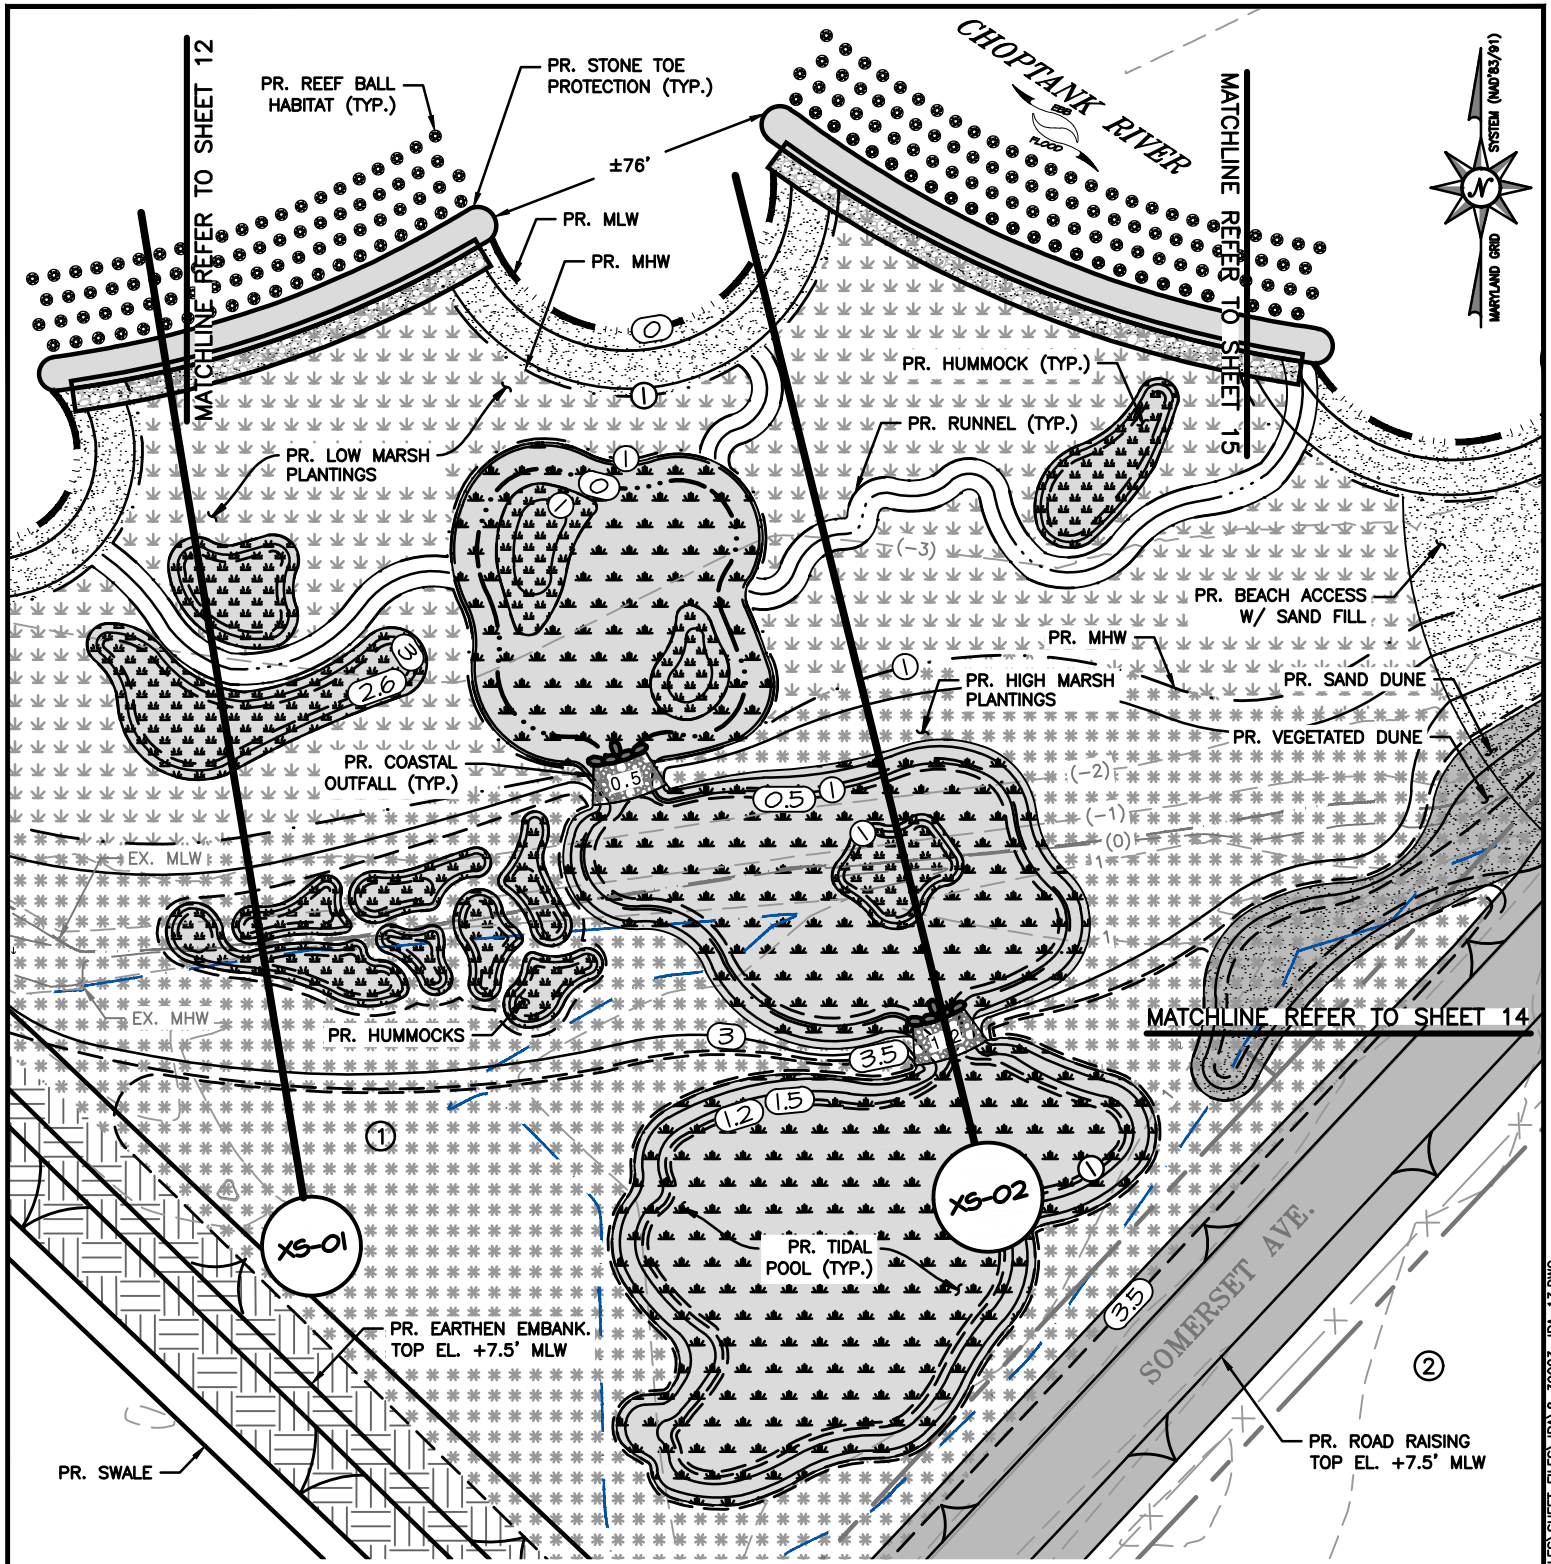 MATCHLINE REFER TO SHEET 12
PR. REEF BALL
HABITAT (TYP.)
PR. STONE TOE
PROTECTION (TYP.)
±76'
CHOPTANK RIVER
EBB
FLOOD
MATCHLINE REFER TO SHEET 15
MARYLAND GRID SYSTEM (NAD'83/91)
N
PR. MLW
PR. MHW
0
1
PR. HUMMOCK (TYP.)
PR. RUNNEL (TYP.)
PR. LOW MARSH
PLANTINGS
1
0
1
(-3)
PR. BEACH ACCESS
W/ SAND FILL
PR. MHW
3
2.6
1
PR. HIGH MARSH
PLANTINGS
PR. SAND DUNE
PR. VEGETATED DUNE
PR. COASTAL
OUTFALL (TYP.)
0.5
0.5
1
(-2)
(-1)
(0)
1
1
EX. MLW
1
EX. MHW
PR. HUMMOCKS
3
3.5
1.2
MATCHLINE REFER TO SHEET 14
1.2
1.5
1
1
1
XS-01
XS-02
PR. TIDAL
POOL (TYP.)
3.5
SOMERSET AVE.
PR. EARTHEN EMBANK.
TOP EL. +7.5' MLW
2
PR. SWALE
PR. ROAD RAISING
TOP EL. +7.5' MLW